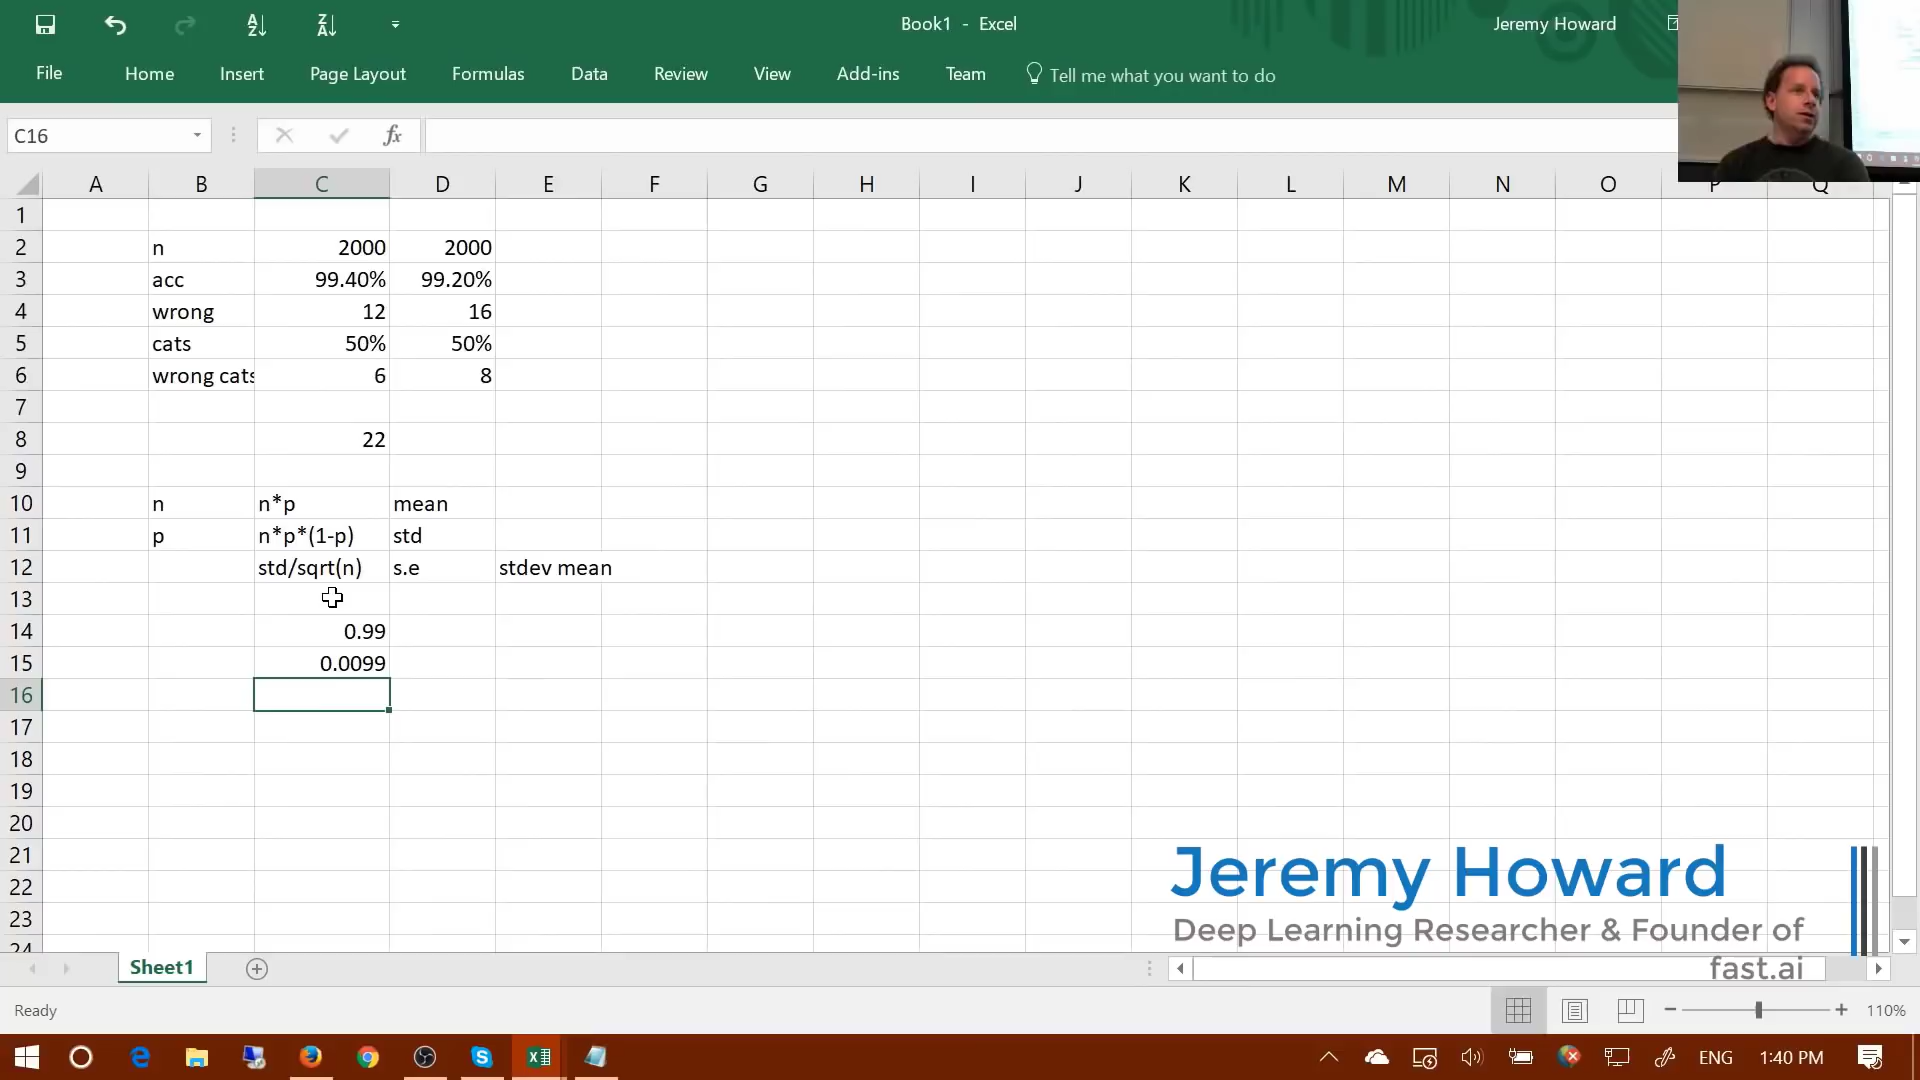 Book1 - Excel
Jeremy Howard
File Home Insert Page Layout Formulas Data Review View Add-ins Team Tell me what you want to do
C16 fx
A B C D E F G H I J K L M N O P Q
1
2 n 2000 2000
3 acc 99.40% 99.20%
4 wrong 12 16
5 cats 50% 50%
6 wrong cats 6 8
7
8 22
9
10 n n*p mean
11 p n*p*(1-p) std
12 std/sqrt(n) s.e stdev mean
13
14 0.99
15 0.0099
16
17
18
19
20
21
22
23
24
Jeremy Howard
Deep Learning Researcher & Founder of
fast.ai
Sheet1
Ready 110%
ENG 1:40 PM